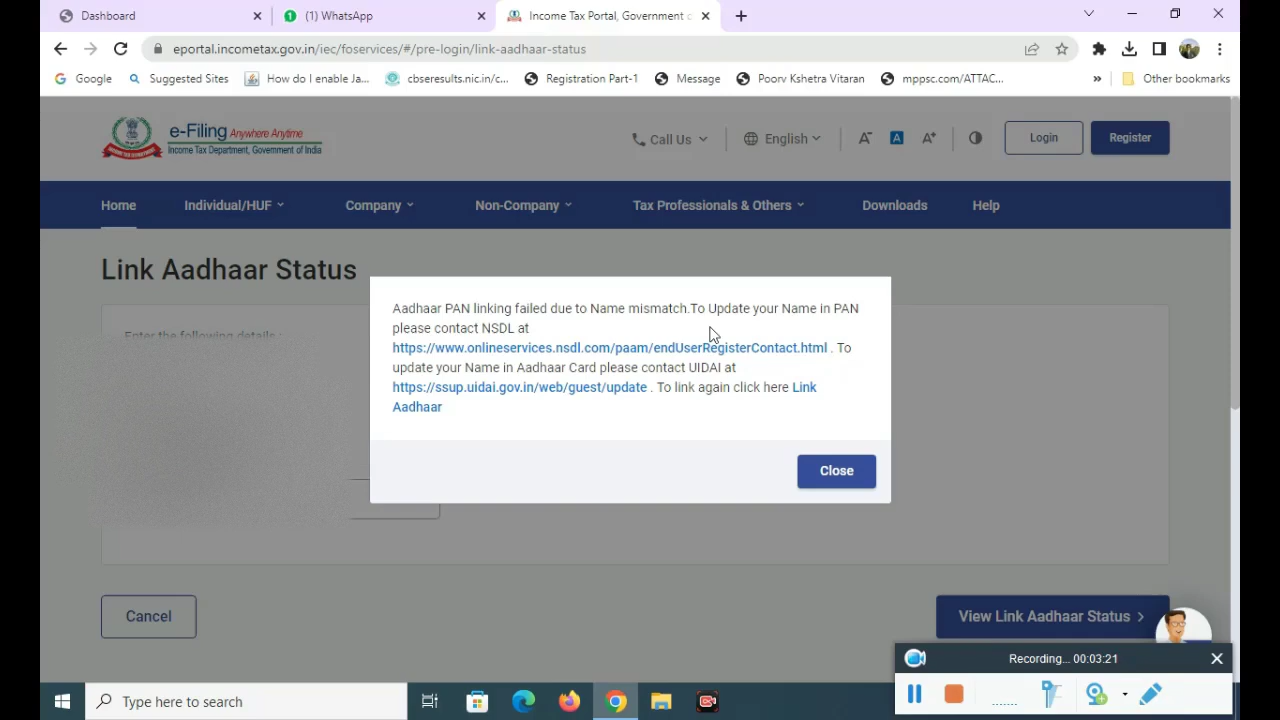 Dashboard
(1) WhatsApp
Income Tax Portal, Government o
eportal.incometax.gov.in/iec/foservices/#/pre-login/link-aadhaar-status
Google
Suggested Sites
How do I enable Ja...
cbseresults.nic.in/c...
Registration Part-1
Message
Poorv Kshetra Vitaran
mppsc.com/ATTAC...
»
Other bookmarks
e-Filing Anywhere Anytime
Income Tax Department, Government of India
Call Us
English
A-
A
A+
Login
Register
Home
Individual/HUF
Company
Non-Company
Tax Professionals & Others
Downloads
Help
Link Aadhaar Status
Enter the following details :
Aadhaar PAN linking failed due to Name mismatch.To Update your Name in PAN
please contact NSDL at
https://www.onlineservices.nsdl.com/paam/endUserRegisterContact.html . To
update your Name in Aadhaar Card please contact UIDAI at
https://ssup.uidai.gov.in/web/guest/update . To link again click here Link
Aadhaar
Close
Cancel
View Link Aadhaar Status >
Recording... 00:03:21
Type here to search